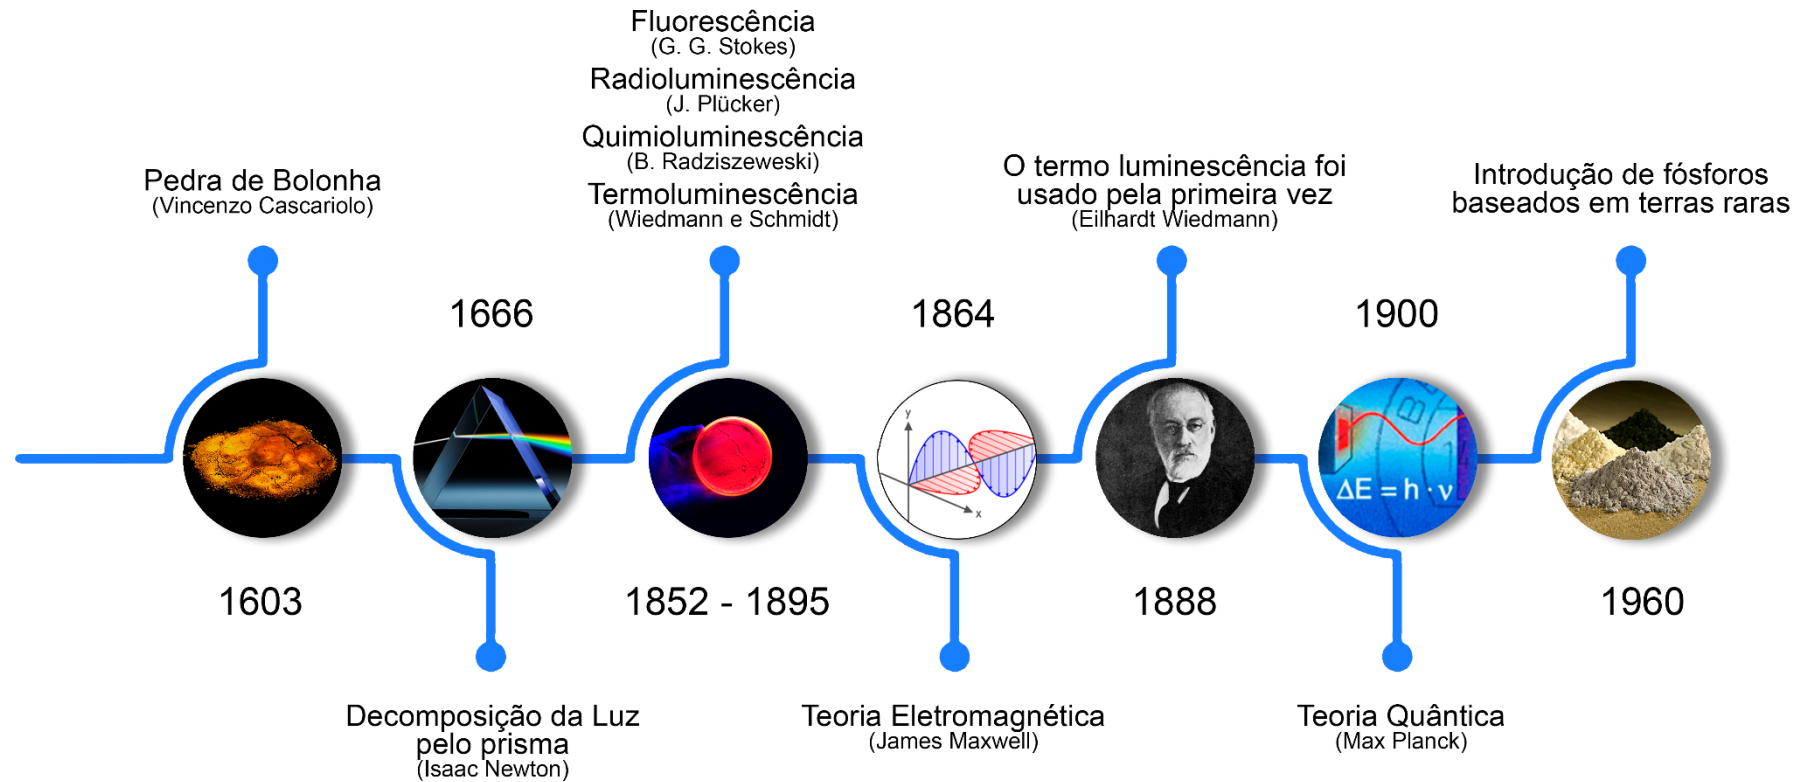 Pedra de Bolonha
(Vincenzo Cascariolo)
1603
1666
Decomposição da Luz
pelo prisma
(Isaac Newton)
Fluorescência
(G. G. Stokes)
Radioluminescência
(J. Plücker)
Quimioluminescência
(B. Radziszeweski)
Termoluminescência
(Wiedmann e Schmidt)
1852 - 1895
1864
y
x
Teoria Eletromagnética
(James Maxwell)
O termo luminescência foi
usado pela primeira vez
(Eilhardt Wiedmann)
1888
1900
ΔE = h · ν
Teoria Quântica
(Max Planck)
Introdução de fósforos
baseados em terras raras
1960